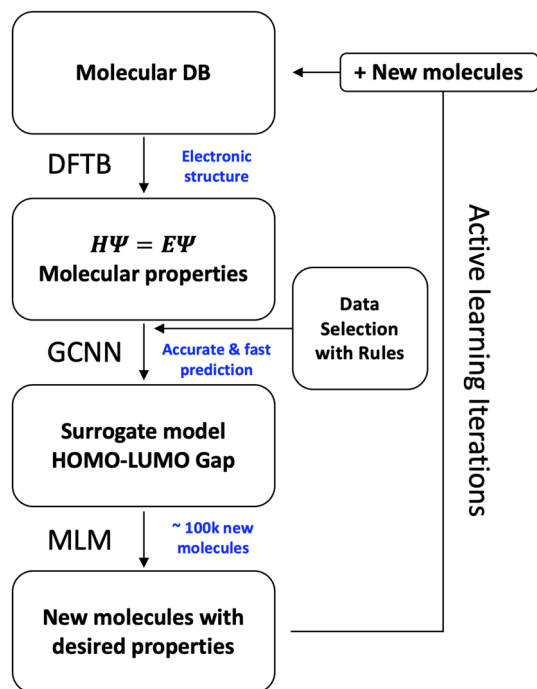 Molecular DB
+ New molecules
DFTB
Electronic
structure
HΨ = EΨ
Molecular properties
Data
Selection
with Rules
GCNN
Accurate & fast
prediction
Surrogate model
HOMO-LUMO Gap
MLM
~ 100k new
molecules
New molecules with
desired properties
Active learning Iterations